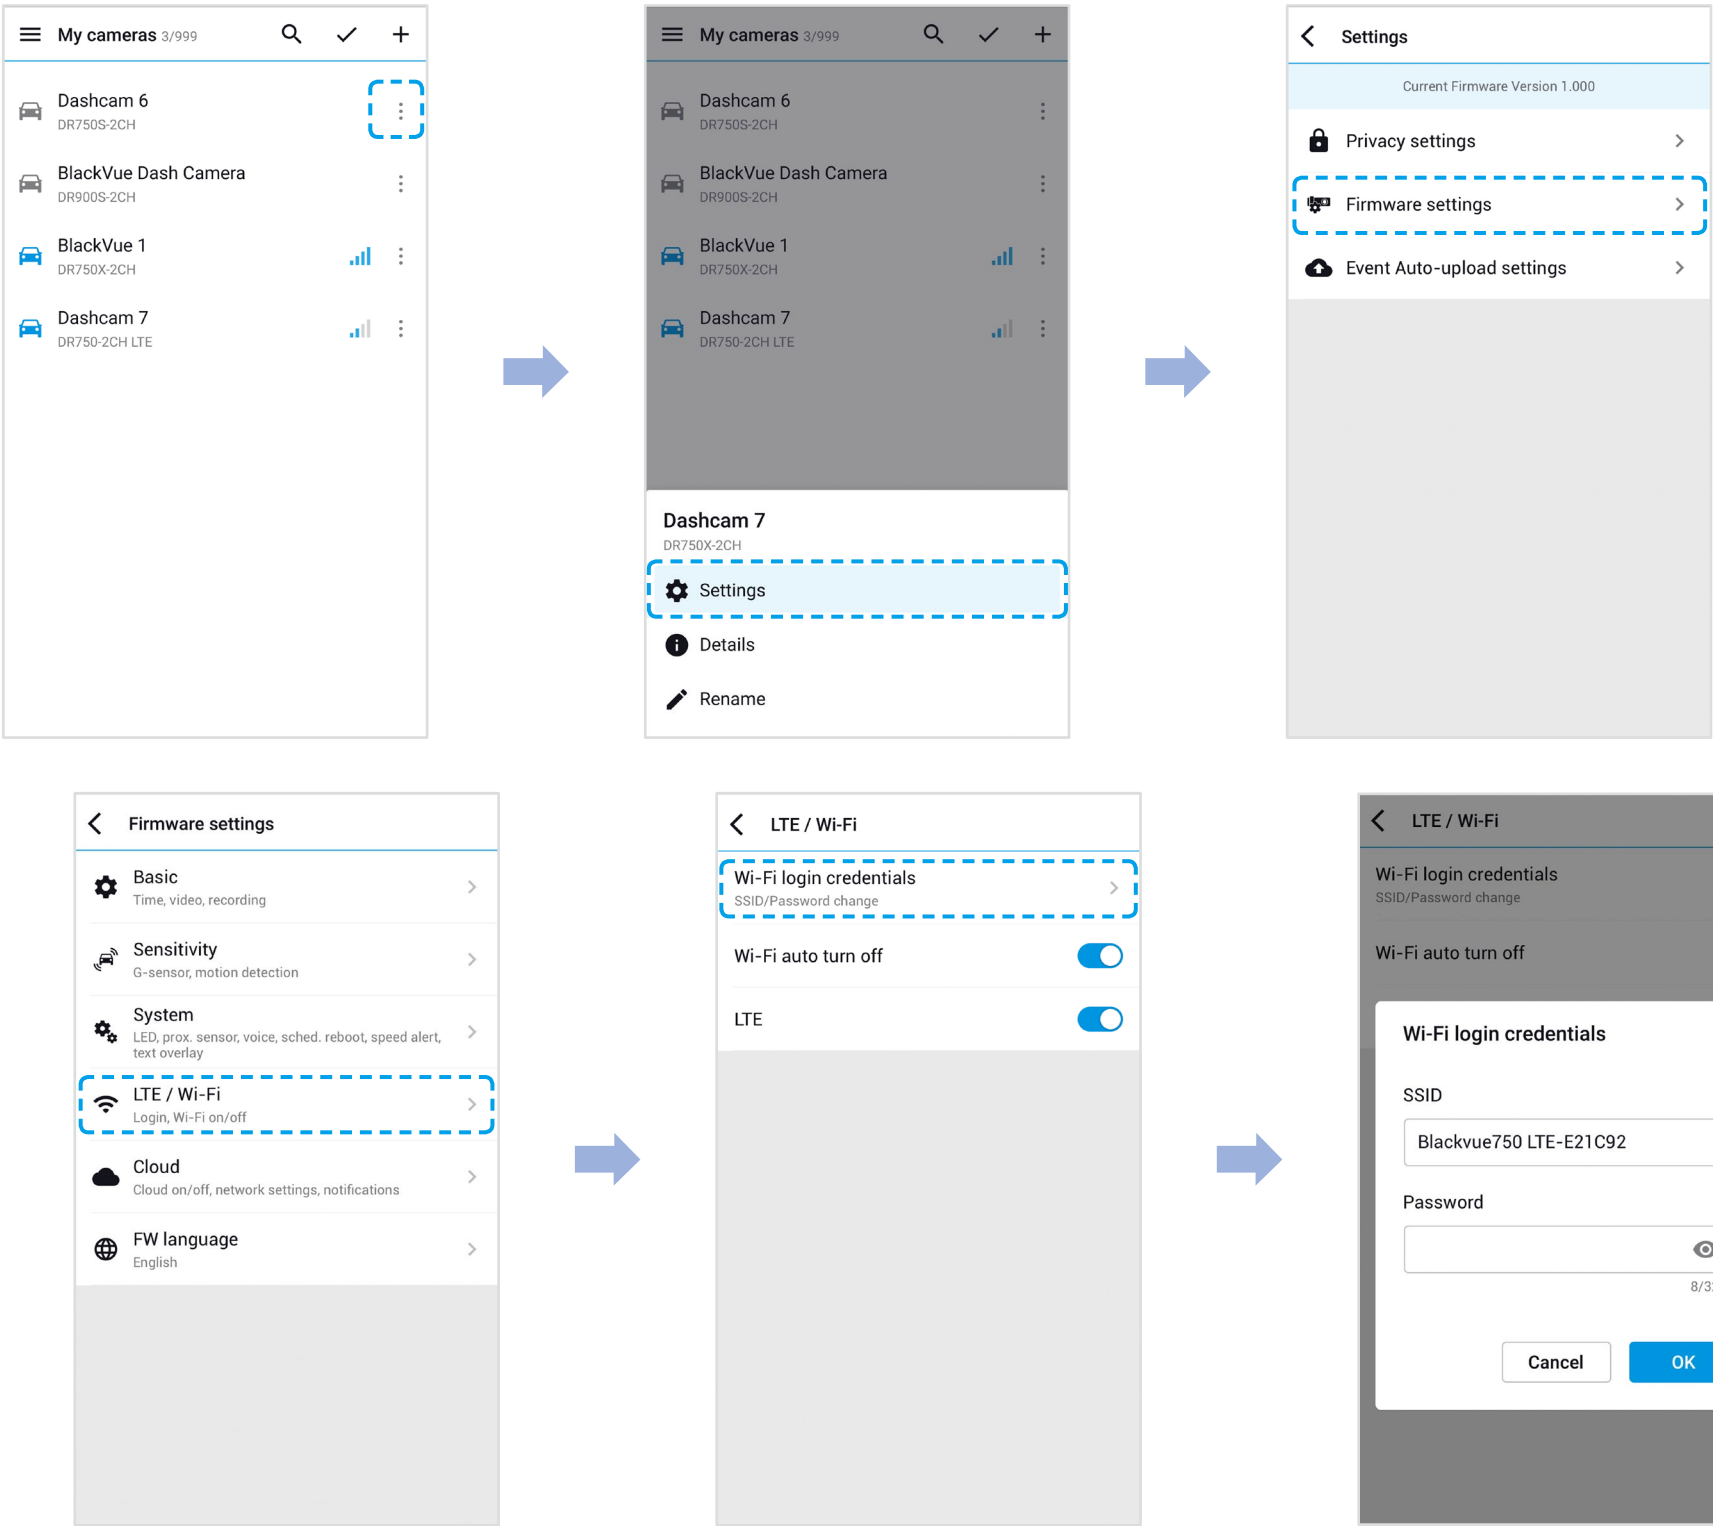 My cameras 3/999
Dashcam 6
DR750S-2CH
BlackVue Dash Camera
DR900S-2CH
BlackVue 1
DR750X-2CH
Dashcam 7
DR750-2CH LTE
My cameras 3/999
Dashcam 6
DR750S-2CH
BlackVue Dash Camera
DR900S-2CH
BlackVue 1
DR750X-2CH
Dashcam 7
DR750-2CH LTE
Dashcam 7
DR750X-2CH
Settings
Details
Rename
Settings
Current Firmware Version 1.000
Privacy settings
Firmware settings
Event Auto-upload settings
Firmware settings
Basic
Time, video, recording
Sensitivity
G-sensor, motion detection
System
LED, prox. sensor, voice, sched. reboot, speed alert,
text overlay
LTE / Wi-Fi
Login, Wi-Fi on/off
Cloud
Cloud on/off, network settings, notifications
FW language
English
LTE / Wi-Fi
Wi-Fi login credentials
SSID/Password change
Wi-Fi auto turn off
LTE
LTE / Wi-Fi
Wi-Fi login credentials
SSID/Password change
Wi-Fi auto turn off
Wi-Fi login credentials
SSID
Blackvue750 LTE-E21C92
Password
Cancel
OK